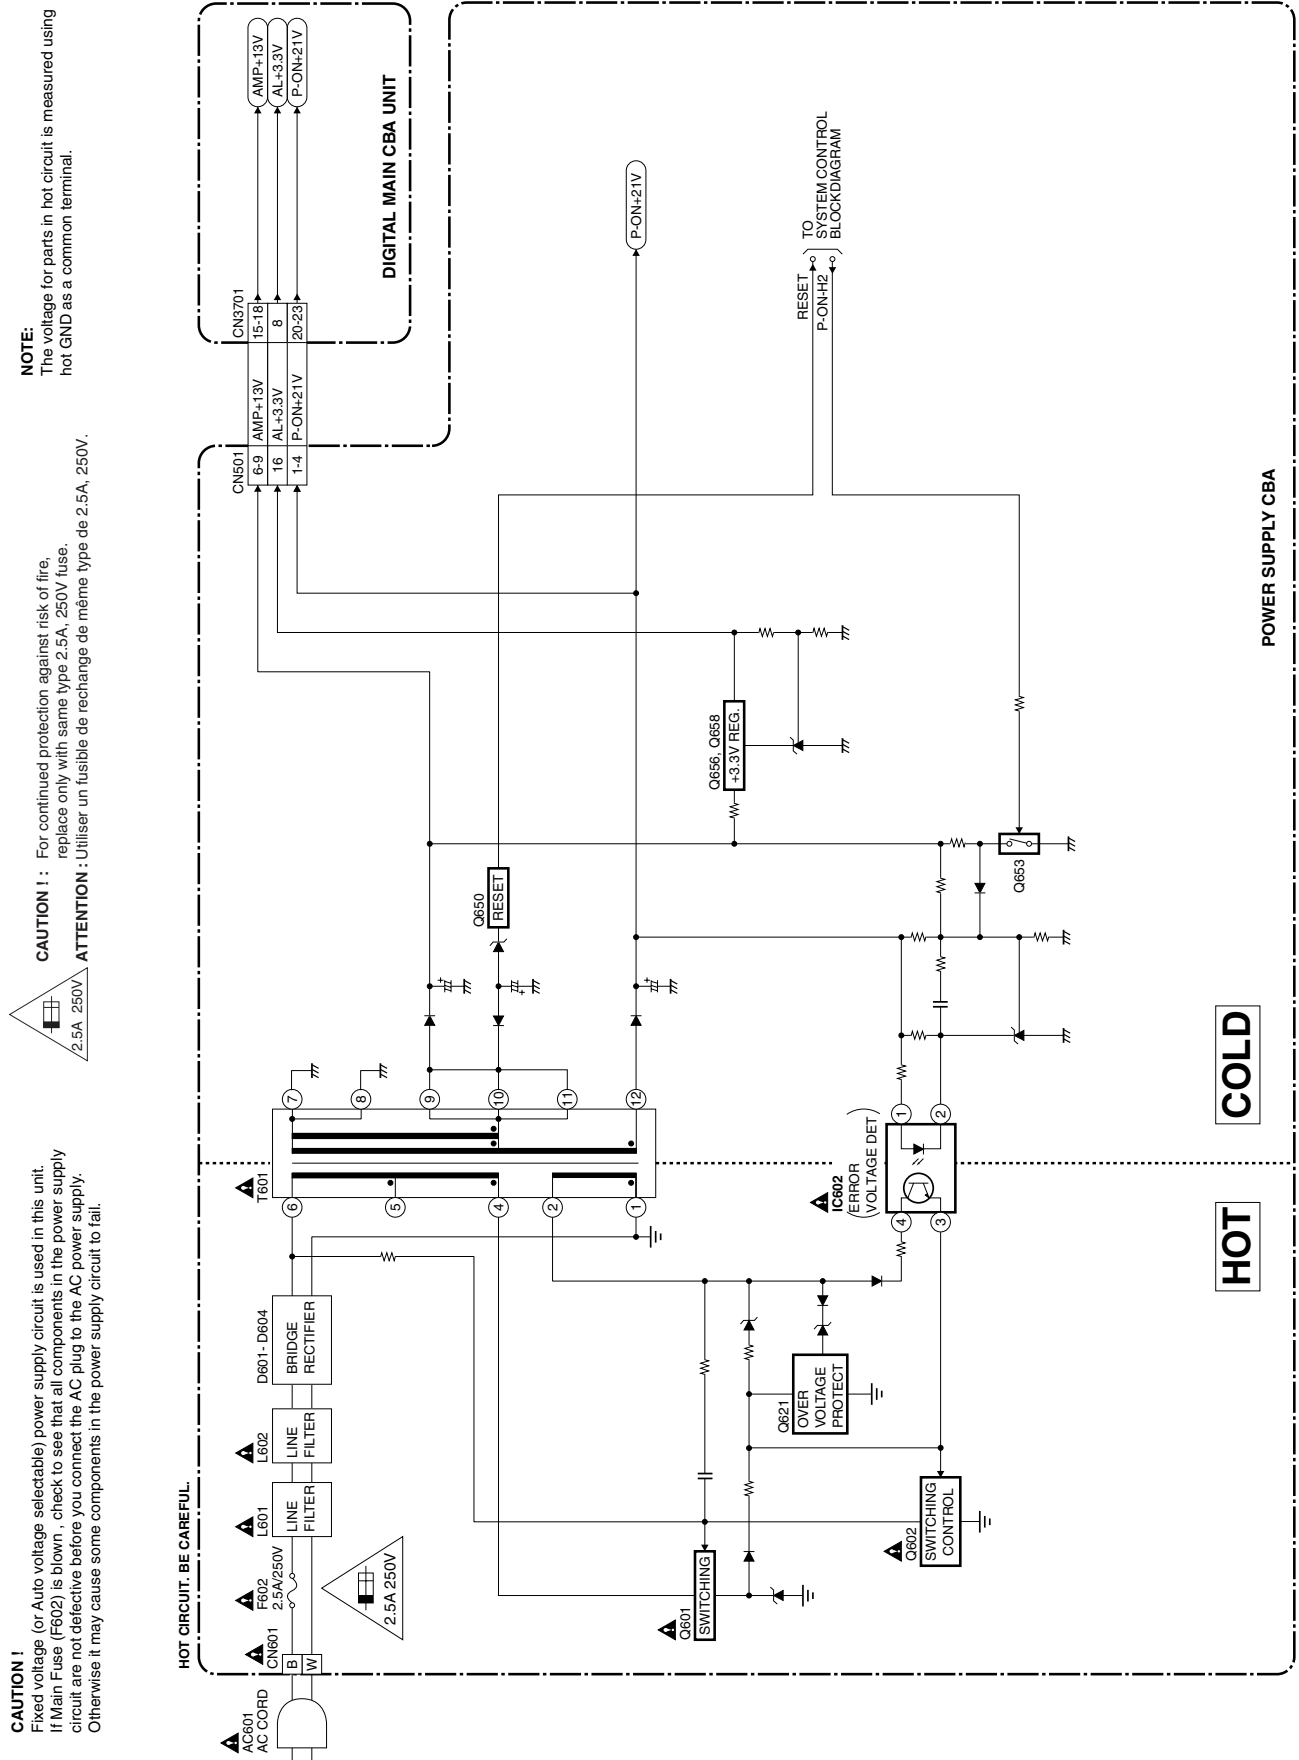 CAUTION !
Fixed voltage (or Auto voltage selectable) power supply circuit is used in this unit.
If Main Fuse (F602) is blown , check to see that all components in the power supply
circuit are not defective before you connect the AC plug to the AC power supply.
Otherwise it may cause some components in the power supply circuit to fail.
2.5A 250V
CAUTION ! : For continued protection against risk of fire,
replace only with same type 2.5A, 250V fuse.
ATTENTION : Utiliser un fusible de rechange de même type de 2.5A, 250V.
NOTE:
The voltage for parts in hot circuit is measured using
hot GND as a common terminal.
HOT CIRCUIT. BE CAREFUL.
AC601
AC CORD
CN601
B
W
F602
2.5A/250V
2.5A 250V
L601
LINE
FILTER
L602
LINE
FILTER
D601- D604
BRIDGE
RECTIFIER
T601
6
5
4
2
1
7
8
9
10
11
12
Q601
SWITCHING
Q602
SWITCHING
CONTROL
Q621
OVER
VOLTAGE
PROTECT
IC602
ERROR
VOLTAGE DET
4
3
1
2
Q650
RESET
Q656, Q658
+3.3V REG.
Q653
CN501
6-9
16
1-4
AMP+13V
AL+3.3V
P-ON+21V
CN3701
15-18
8
20-23
AMP+13V
AL+3.3V
P-ON+21V
DIGITAL MAIN CBA UNIT
P-ON+21V
RESET
P-ON-H2
TO
SYSTEM CONTROL
BLOCKDIAGRAM
HOT
COLD
POWER SUPPLY CBA